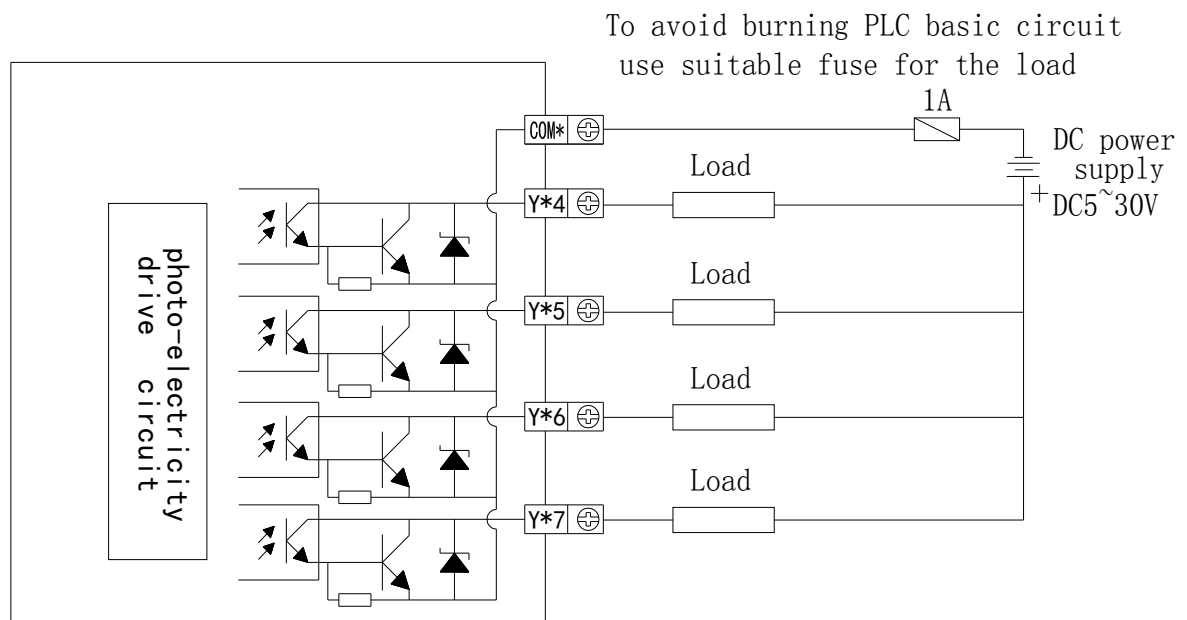 To avoid burning PLC basic circuit
use suitable fuse for the load
1A
COM*
DC power
supply
+
DC5~30V
Load
Y*4
Load
Y*5
Load
Y*6
Load
Y*7
photo-electricity
drive circuit